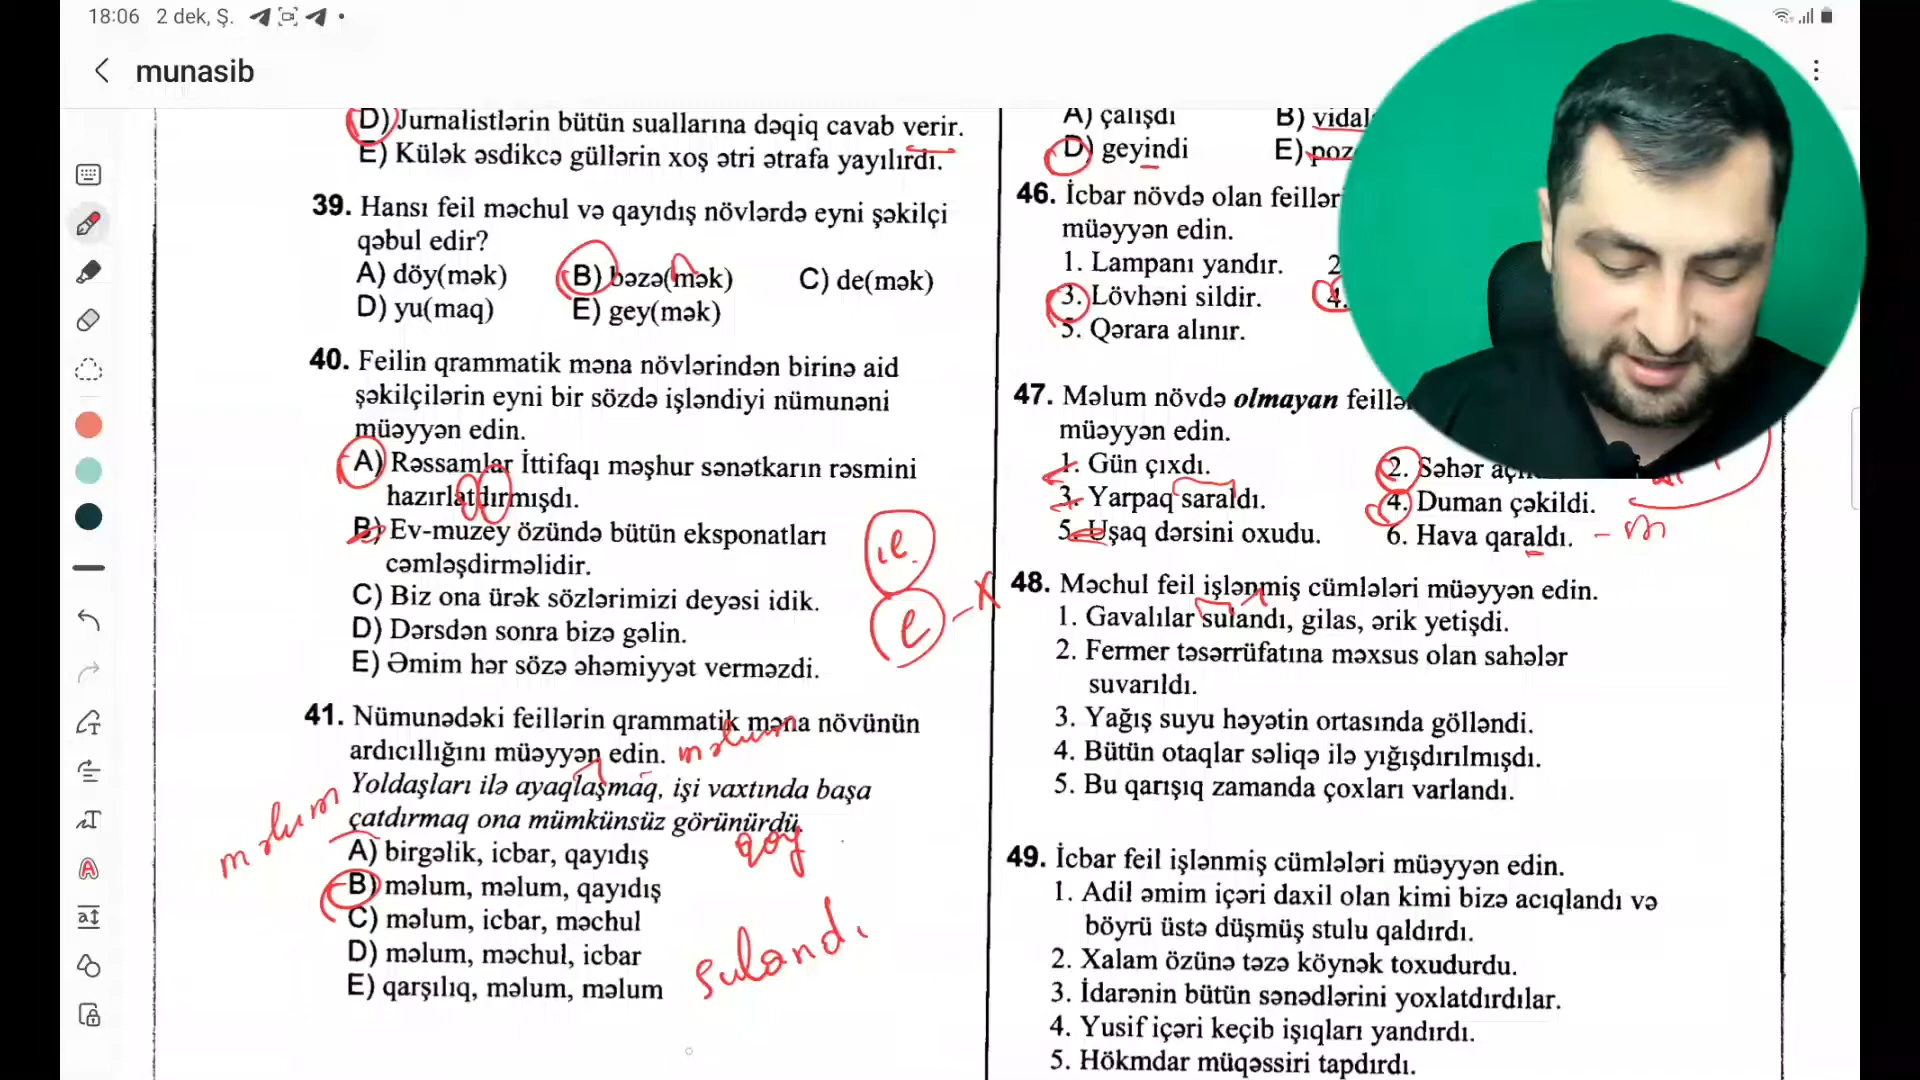 18:06 2 dek, Ş.
munasib
D) Jurnalistlərin bütün suallarına dəqiq cavab verir.
E) Külək əsdikcə güllərin xoş ətri ətrafa yayılırdı.
39. Hansı feil məchul və qayıdış növlərdə eyni şəkilçi
qəbul edir?
A) döy(mək) B) bəzə(mək) C) de(mək)
D) yu(maq) E) gey(mək)
40. Feilin qrammatik məna növlərindən birinə aid
şəkilçilərin eyni bir sözdə işləndiyi nümunəni
müəyyən edin.
A) Rəssamlar İttifaqı məşhur sənətkarın rəsmini
hazırlatdırmışdı.
B) Ev-muzey özündə bütün eksponatları
cəmləşdirməlidir.
C) Biz ona ürək sözlərimizi deyəsi idik.
D) Dərsdən sonra bizə gəlin.
E) Əmim hər sözə əhəmiyyət verməzdi.
41. Nümunədəki feillərin qrammatik məna növünün
ardıcıllığını müəyyən edin. məlum
Yoldaşları ilə ayaqlaşmaq, işi vaxtında başa
çatdırmaq ona mümkünsüz görünürdü.
məlum
qay
A) birgəlik, icbar, qayıdış
B) məlum, məlum, qayıdış
C) məlum, icbar, məchul
D) məlum, məchul, icbar
E) qarşılıq, məlum, məlum
sulandı
A) çalışdı B)
D) geyindi E) poz
46. İcbar növdə olan feillər
müəyyən edin.
1. Lampanı yandır. 2
3. Lövhəni sildir. 4.
5. Qərara alınır.
47. Məlum növdə olmayan
müəyyən edin.
1. Gün çıxdı. 2. Səhər
3. Yarpaq saraldı. 4. Duman çəkildi.
5. Uşaq dərsini oxudu. 6. Hava qaraldı. - m
48. Məchul feil işlənmiş cümlələri müəyyən edin.
1. Gavalılar sulandı, gilas, ərik yetişdi.
2. Fermer təsərrüfatına məxsus olan sahələr
suvarıldı.
3. Yağış suyu həyətin ortasında gölləndi.
4. Bütün otaqlar səliqə ilə yığışdırılmışdı.
5. Bu qarışıq zamanda çoxları varlandı.
49. İcbar feil işlənmiş cümlələri müəyyən edin.
1. Adil əmim içəri daxil olan kimi bizə acıqlandı və
böyrü üstə düşmüş stulu qaldırdı.
2. Xalam özünə təzə köynək toxudurdu.
3. İdarənin bütün sənədlərini yoxlatdırdılar.
4. Yusif içəri keçib işıqları yandırdı.
5. Hökmdar müqəssiri tapdırdı.